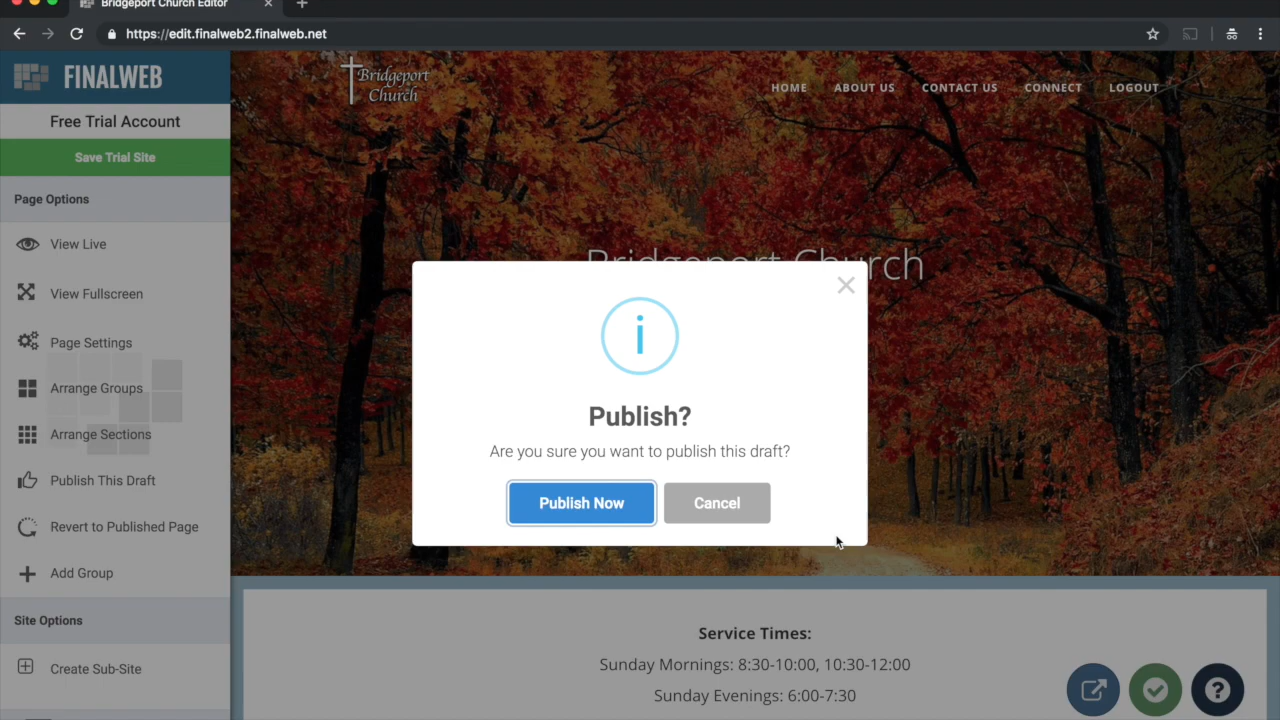 Bridgeport Church Editor
https://edit.finalweb2.finalweb.net
FINALWEB
Free Trial Account
Save Trial Site
Page Options
View Live
View Fullscreen
Page Settings
Arrange Groups
Arrange Sections
Publish This Draft
Revert to Published Page
Add Group
Site Options
Create Sub-Site
Bridgeport
Church
HOME ABOUT US CONTACT US CONNECT LOGOUT
Bridgeport Church
Publish?
Are you sure you want to publish this draft?
Publish Now Cancel
Service Times:
Sunday Mornings: 8:30-10:00, 10:30-12:00
Sunday Evenings: 6:00-7:30